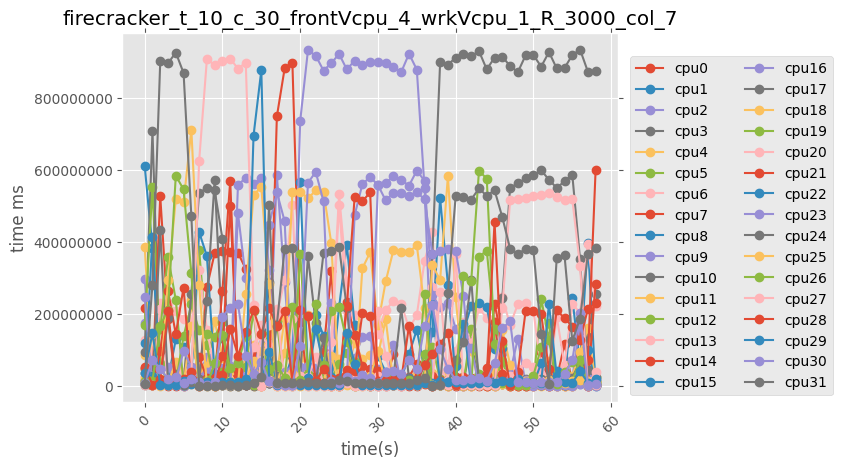 firecracker_t_10_c_30_frontVcpu_4_wrkVcpu_1_R_3000_col_7
time ms
800000000
600000000
400000000
200000000
0
0
10
20
30
40
50
60
time(s)
cpu0
cpu1
cpu2
cpu3
cpu4
cpu5
cpu6
cpu7
cpu8
cpu9
cpu10
cpu11
cpu12
cpu13
cpu14
cpu15
cpu16
cpu17
cpu18
cpu19
cpu20
cpu21
cpu22
cpu23
cpu24
cpu25
cpu26
cpu27
cpu28
cpu29
cpu30
cpu31